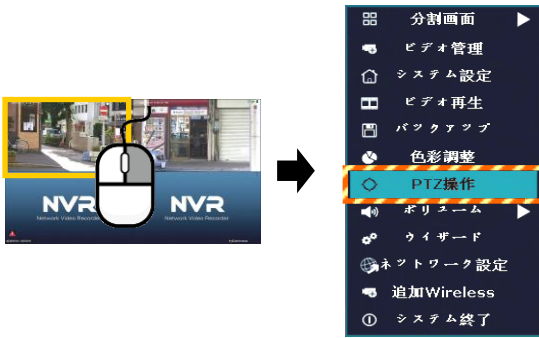 NVR
Network Video Recorder
NVR
Network Video Recorder
分割画面
ビデオ管理
システム設定
ビデオ再生
バックアップ
色彩調整
PTZ操作
ボリューム
ウイザード
ネットワーク設定
追加Wireless
システム終了